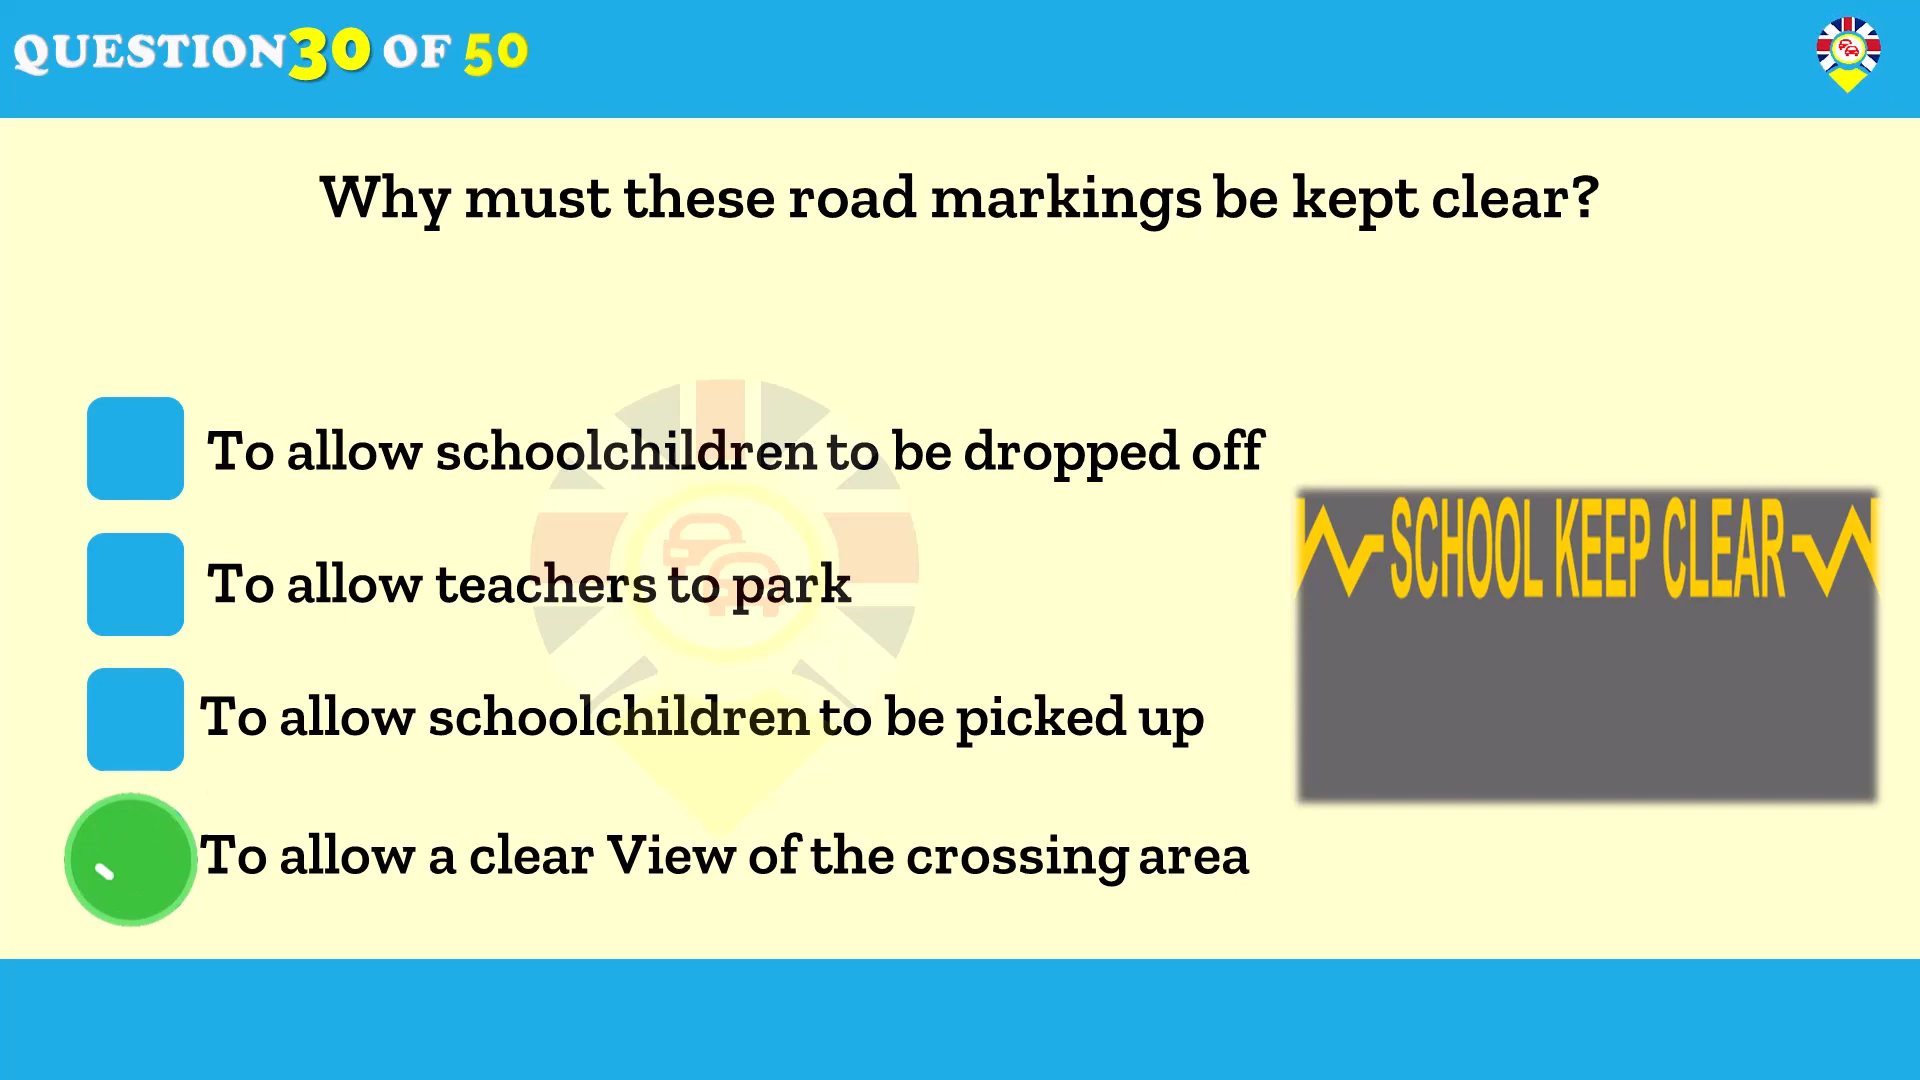 QUESTION 30 OF 50
Why must these road markings be kept clear?
To allow schoolchildren to be dropped off
To allow teachers to park
To allow schoolchildren to be picked up
To allow a clear View of the crossing area
SCHOOL KEEP CLEAR